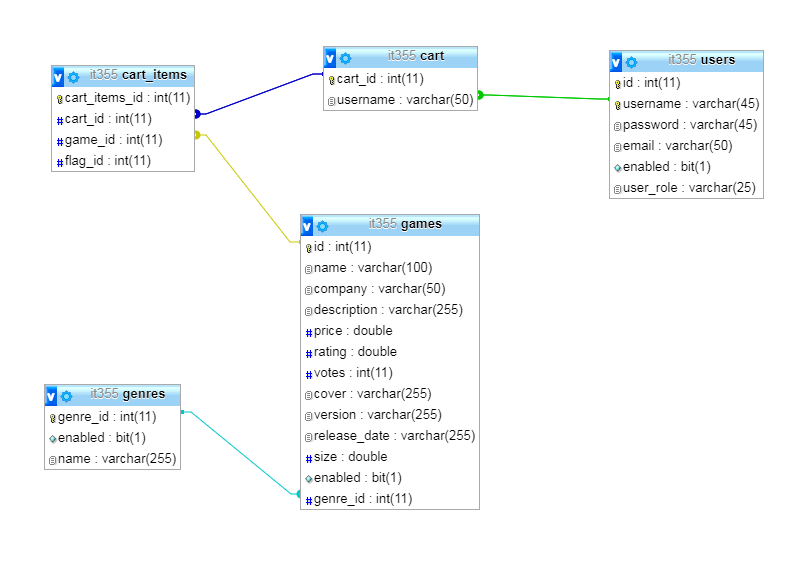 it355 cart_items
cart_items_id : int(11)
cart_id : int(11)
game_id : int(11)
flag_id : int(11)
it355 cart
cart_id : int(11)
username : varchar(50)
it355 users
id : int(11)
username : varchar(45)
password : varchar(45)
email : varchar(50)
enabled : bit(1)
user_role : varchar(25)
it355 games
id : int(11)
name : varchar(100)
company : varchar(50)
description : varchar(255)
price : double
rating : double
votes : int(11)
cover : varchar(255)
version : varchar(255)
release_date : varchar(255)
size : double
enabled : bit(1)
genre_id : int(11)
it355 genres
genre_id : int(11)
enabled : bit(1)
name : varchar(255)